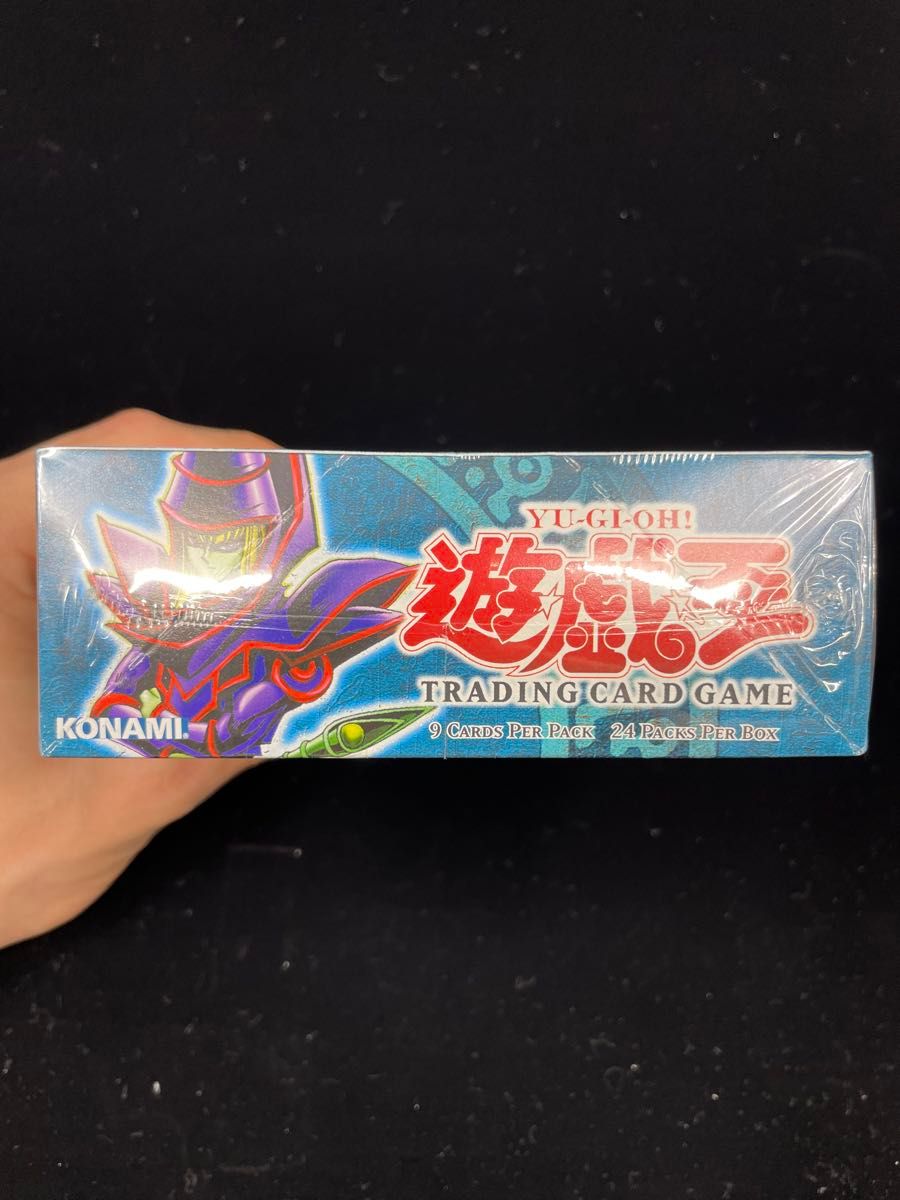 YU-GI-OH!
遊戯王
TRADING CARD GAME
KONAMI.
9 CARDS PER PACK 24 PACKS PER BOX